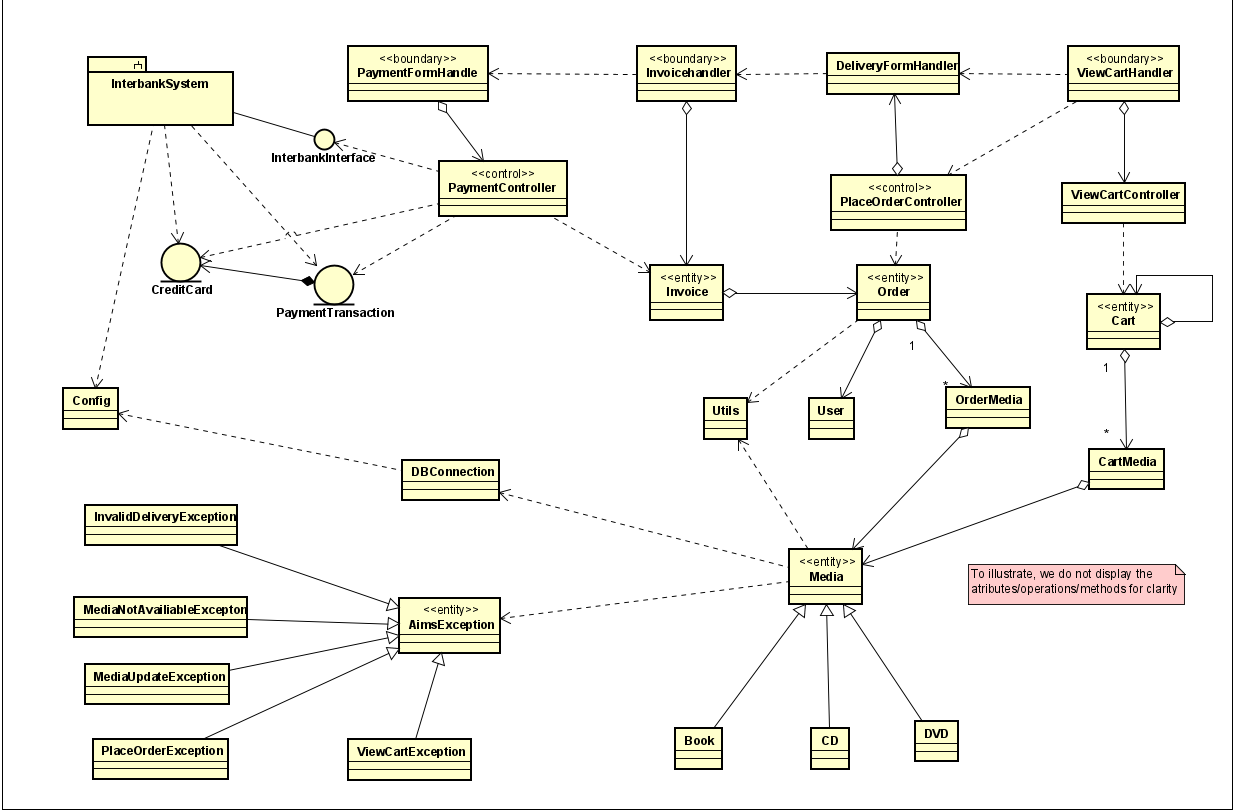 <<boundary>>
PaymentFormHandle
<<boundary>>
InvoiceHandler
DeliveryFormHandler
<<boundary>>
ViewCartHandler
InterbankSystem
InterbankInterface
<<control>>
PaymentController
<<control>>
PlaceOrderController
ViewCartController
CreditCard
PaymentTransaction
<<entity>>
Invoice
<<entity>>
Order
<<entity>>
Cart
1
1
*
Config
Utils
User
OrderMedia
*
CartMedia
DBConnection
InvalidDeliveryException
<<entity>>
Media
To illustrate, we do not display the
atributes/operations/methods for clarity
MediaNotAvailiableExcepton
<<entity>>
AimsException
MediaUpdateException
PlaceOrderException
ViewCartException
Book
CD
DVD